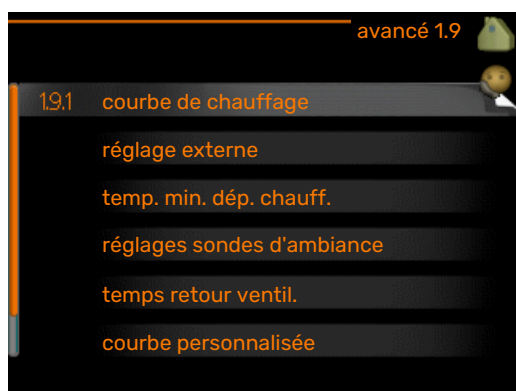 avancé 1.9
1.9.1 courbe de chauffage
réglage externe
temp. min. dép. chauff.
réglages sondes d'ambiance
temps retour ventil.
courbe personnalisée